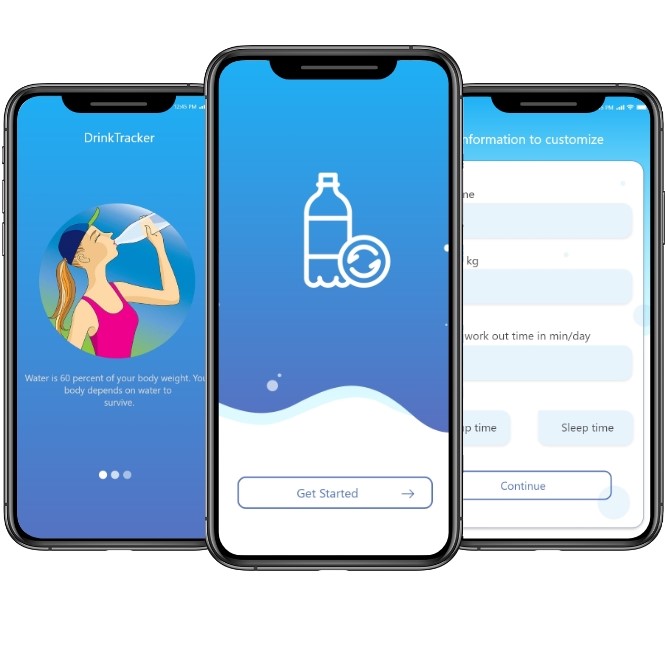 12:45 PM
DrinkTracker
Water is 60 percent of your body weight. You
body depends on water to
survive.
Get Started
PM
nformation to customize
me
kg
work out time in min/day
p time
Sleep time
Continue